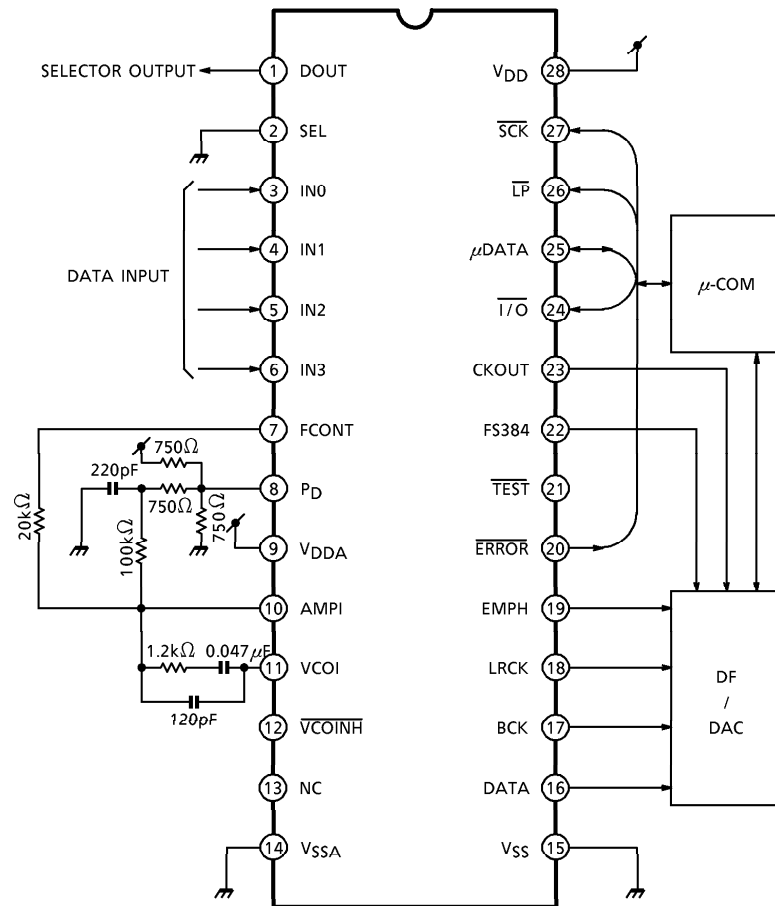 SELECTOR OUTPUT 1 DOUT
2 SEL
3 IN0
4 IN1
DATA INPUT
5 IN2
6 IN3
7 FCONT
750Ω
220pF
750Ω
8 PD
750Ω
20kΩ
100kΩ
9 VDDA
10 AMPI
1.2kΩ 0.047μF
11 VCOI
120pF
12 VCOINH
13 NC
14 VSSA
VDD 28
SCK 27
LP 26
μDATA 25
I/O 24
CKOUT 23
FS384 22
TEST 21
ERROR 20
EMPH 19
LRCK 18
BCK 17
DATA 16
VSS 15
μ-COM
DF
/
DAC